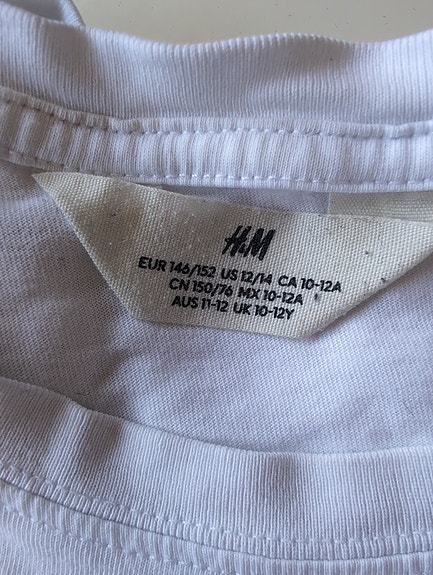 H&M
EUR 146/152 US 12/14 CA 10-12A
CN 150/76 MX 10-12A
AUS 11-12 UK 10-12Y